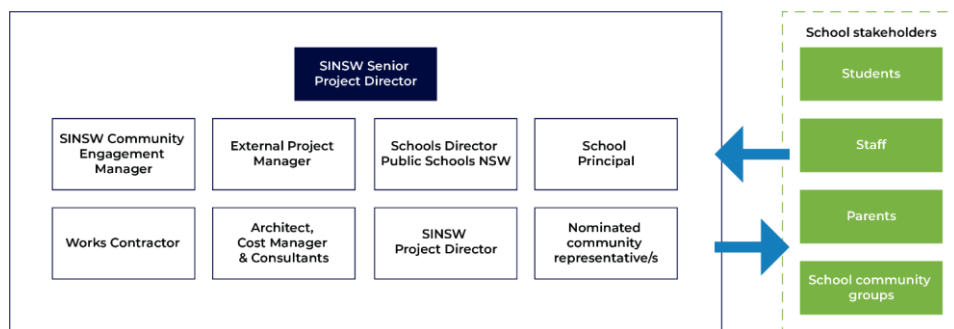 SINSW Senior
Project Director
SINSW Community
Engagement
Manager
External Project
Manager
Schools Director
Public Schools NSW
School
Principal
Works Contractor
Architect,
Cost Manager
& Consultants
SINSW
Project Director
Nominated
community
representative/s
School stakeholders
Students
Staff
Parents
School community
groups